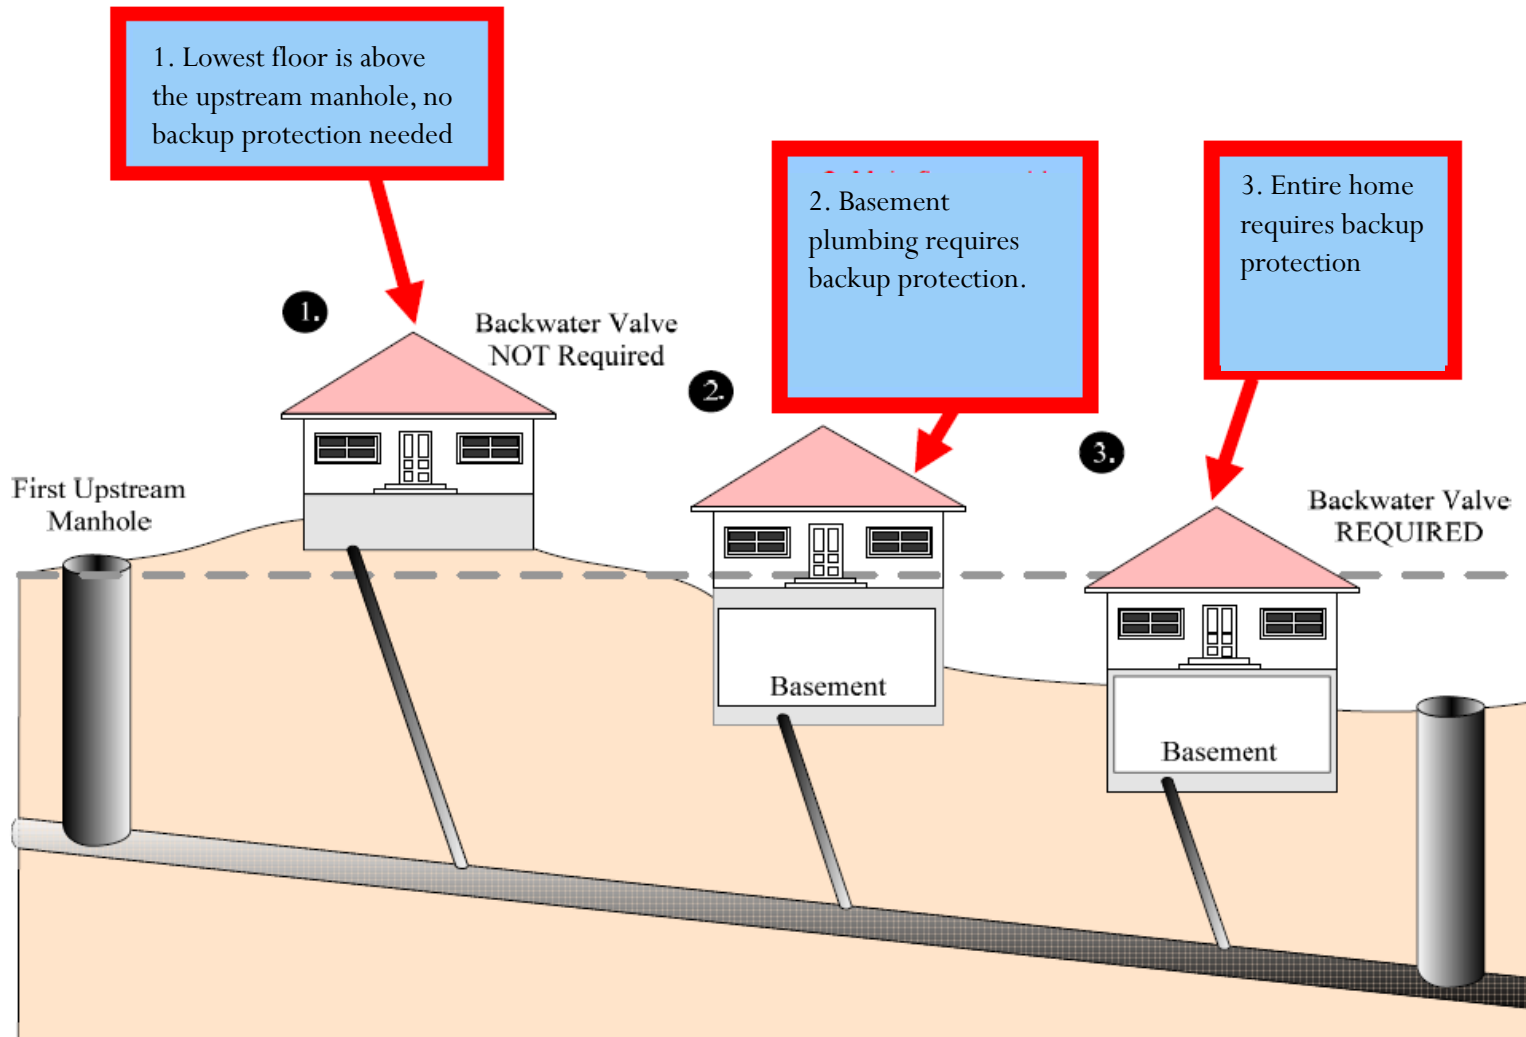 1. Lowest floor is above
the upstream manhole, no
backup protection needed
2. Basement
plumbing requires
backup protection.
3. Entire home
requires backup
protection
1.
Backwater Valve
NOT Required
2.
3.
First Upstream
Manhole
Backwater Valve
REQUIRED
Basement
Basement